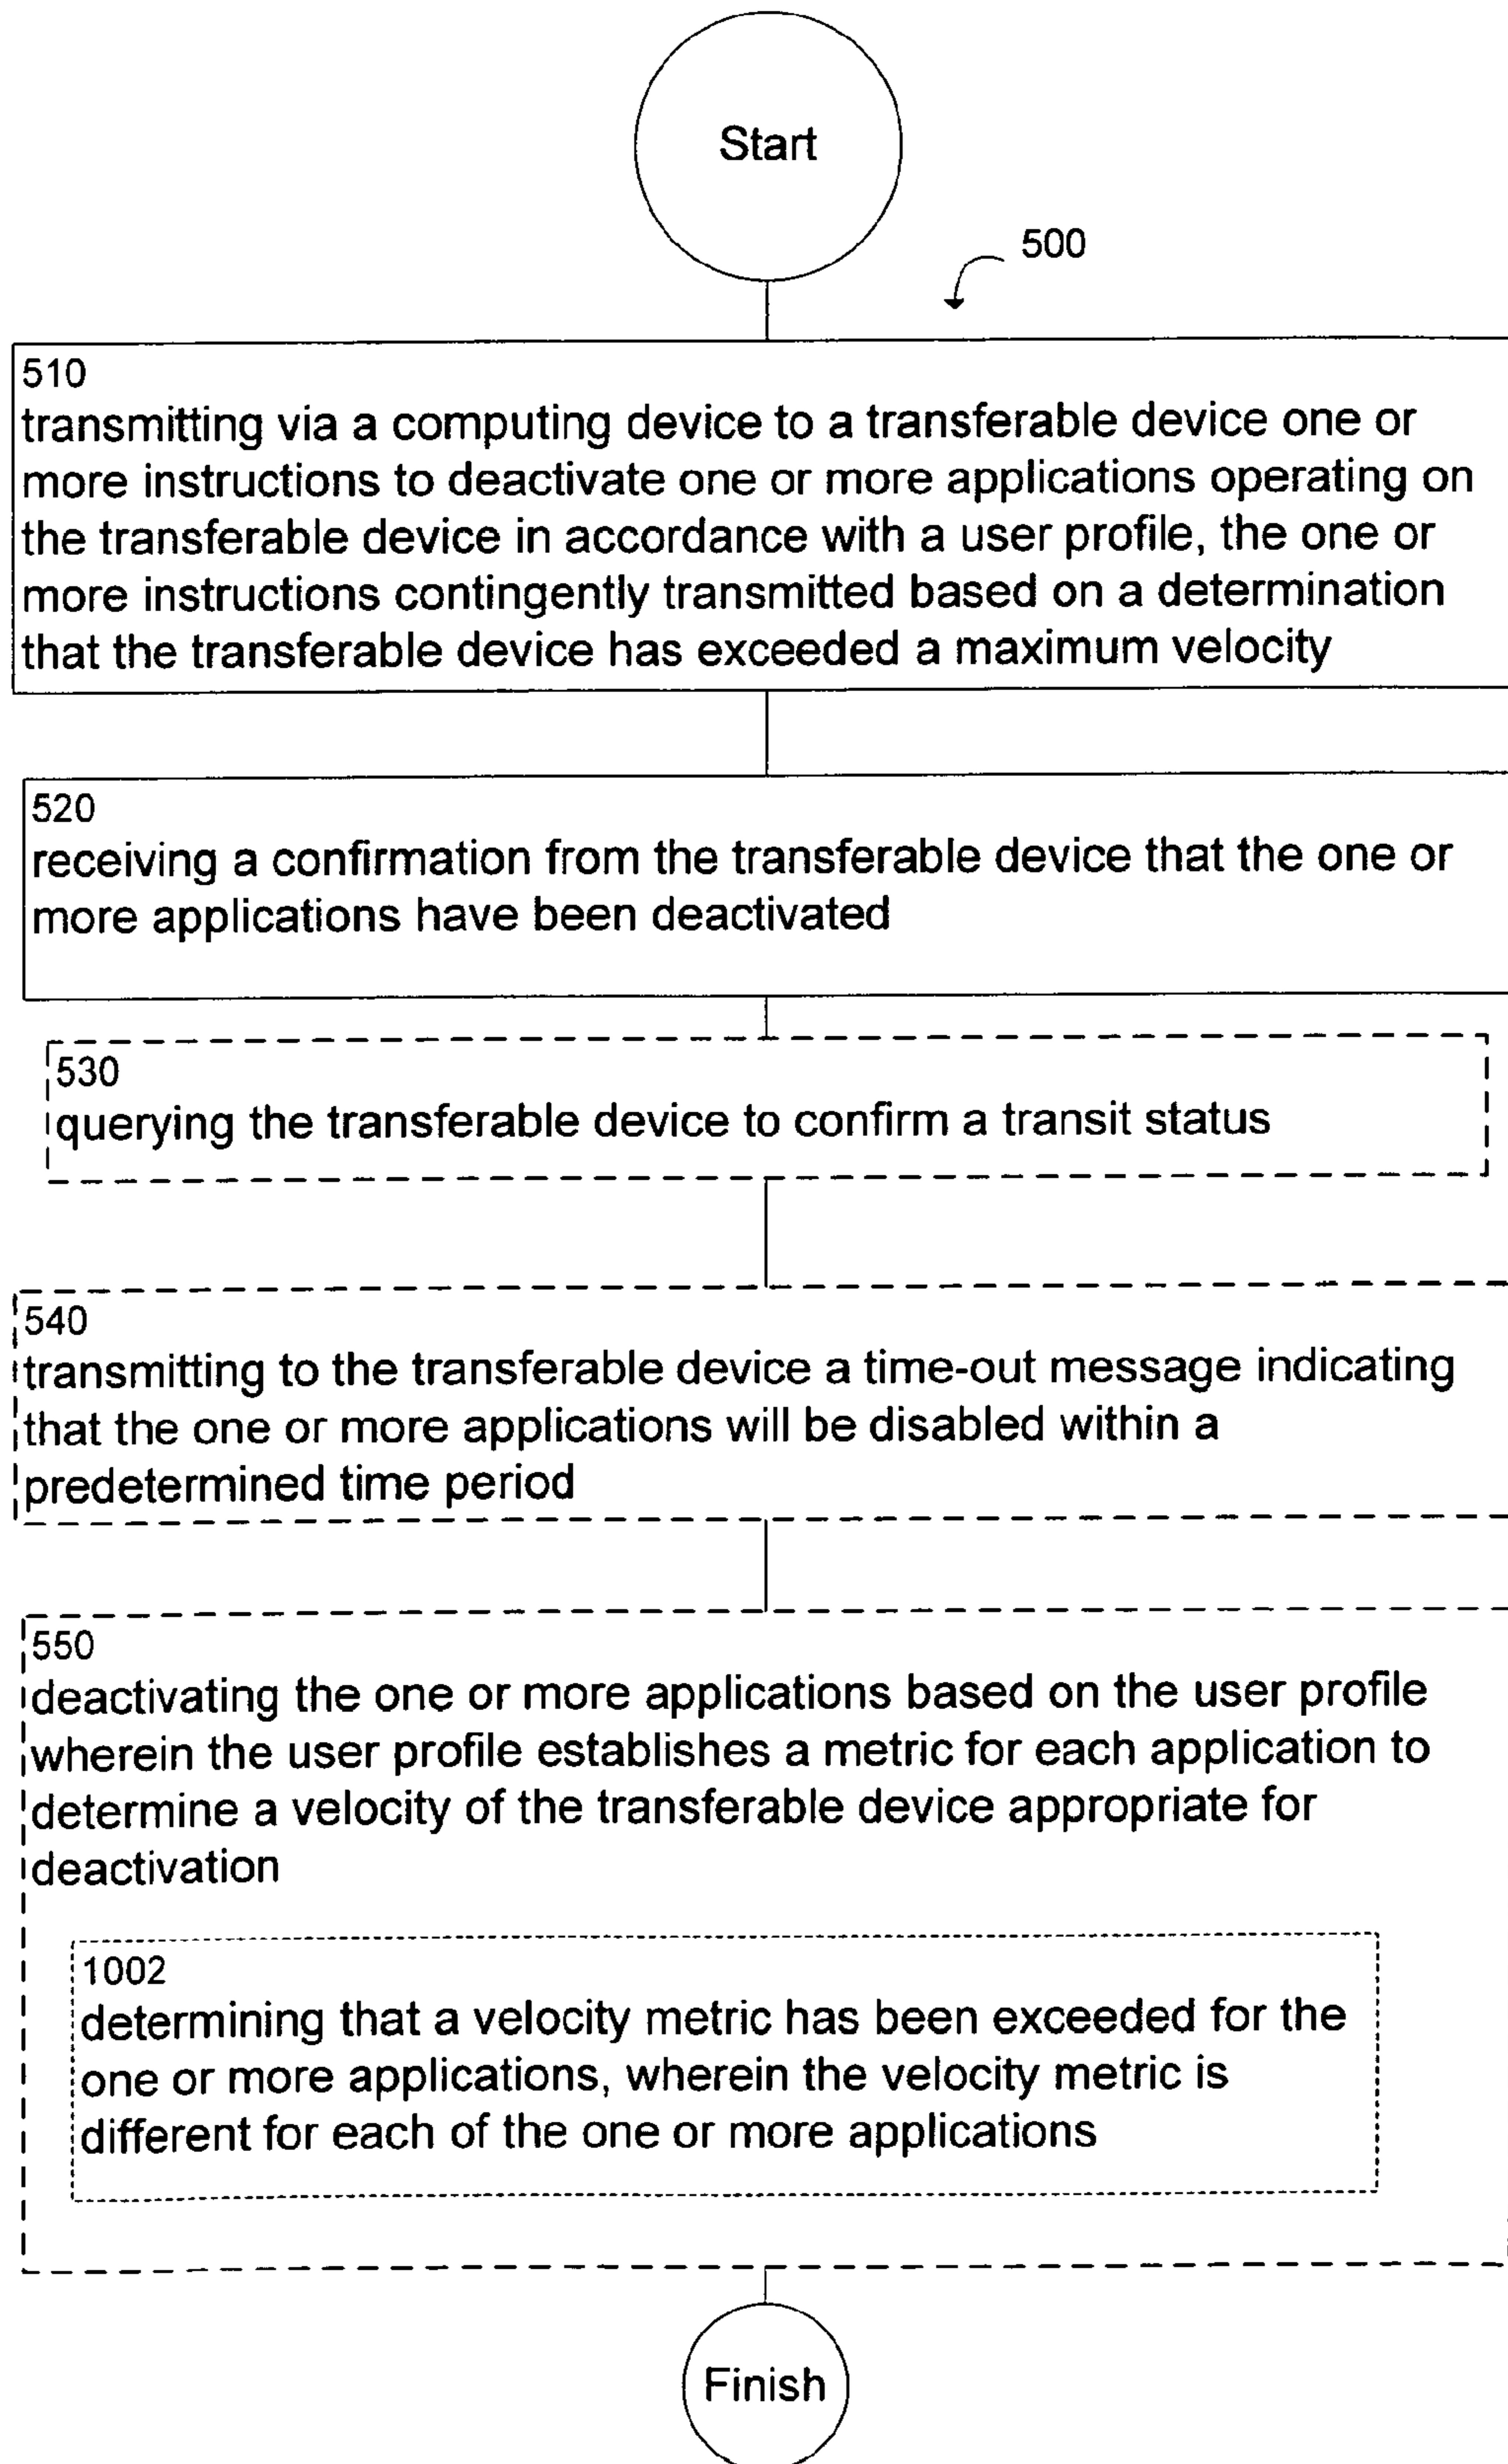 Start
500
510
transmitting via a computing device to a transferable device one or
more instructions to deactivate one or more applications operating on
the transferable device in accordance with a user profile, the one or
more instructions contingently transmitted based on a determination
that the transferable device has exceeded a maximum velocity
520
receiving a confirmation from the transferable device that the one or
more applications have been deactivated
530
querying the transferable device to confirm a transit status
540
transmitting to the transferable device a time-out message indicating
that the one or more applications will be disabled within a
predetermined time period
550
deactivating the one or more applications based on the user profile
wherein the user profile establishes a metric for each application to
determine a velocity of the transferable device appropriate for
deactivation
1002
determining that a velocity metric has been exceeded for the
one or more applications, wherein the velocity metric is
different for each of the one or more applications
Finish